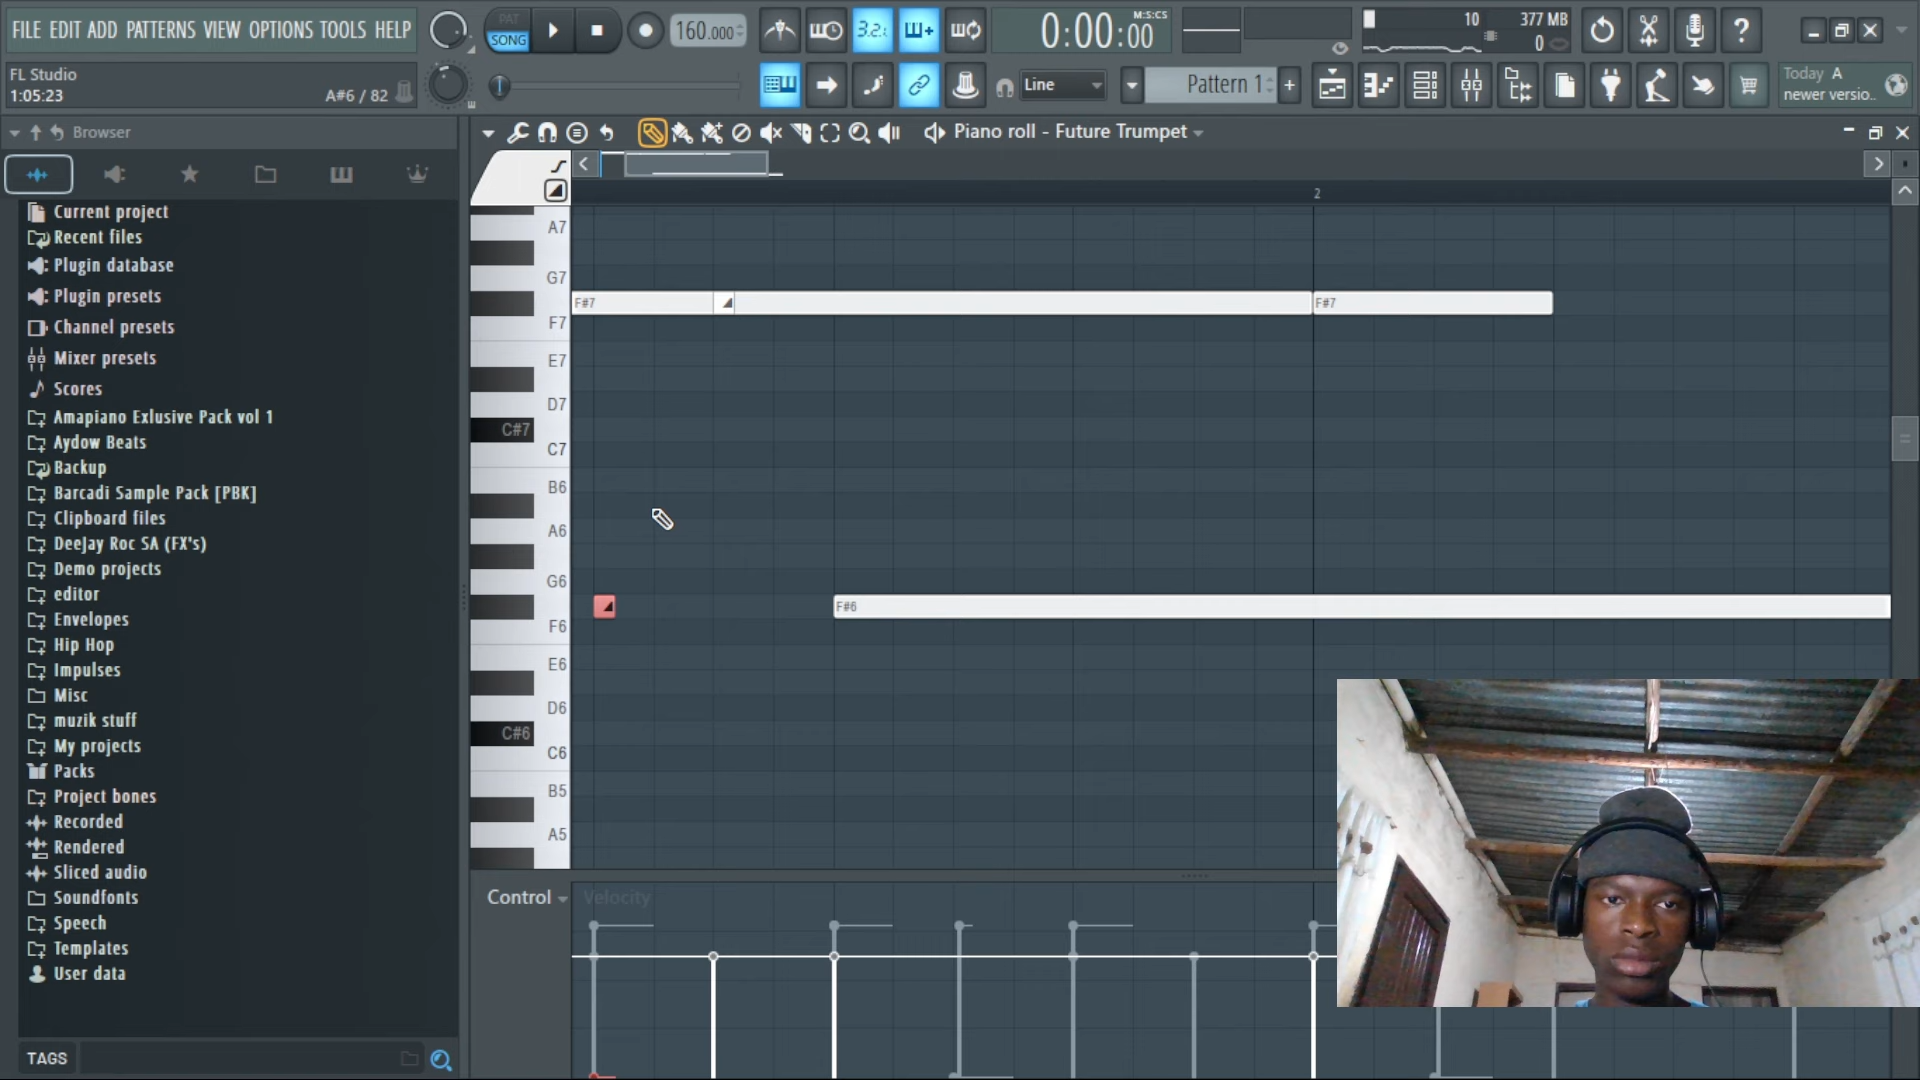 FILE EDIT ADD PATTERNS VIEW OPTIONS TOOLS HELP
PAT
SONG
160.000
3.2:
0:00:00
M:S:CS
10
377 MB
0
FL Studio
1:05:23
A#6 / 82
Line
Pattern 1
Today A
newer versio..
Browser
Piano roll - Future Trumpet
Current project
Recent files
Plugin database
Plugin presets
Channel presets
Mixer presets
Scores
Amapiano Exlusive Pack vol 1
Aydow Beats
Backup
Barcadi Sample Pack [PBK]
Clipboard files
DeeJay Roc SA (FX's)
Demo projects
editor
Envelopes
Hip Hop
Impulses
Misc
muzik stuff
My projects
Packs
Project bones
Recorded
Rendered
Sliced audio
Soundfonts
Speech
Templates
User data
TAGS
2
A7
G7
F7
E7
D7
C#7
C7
B6
A6
G6
F6
E6
D6
C#6
C6
B5
A5
F#7
F#7
F#6
Control
Velocity